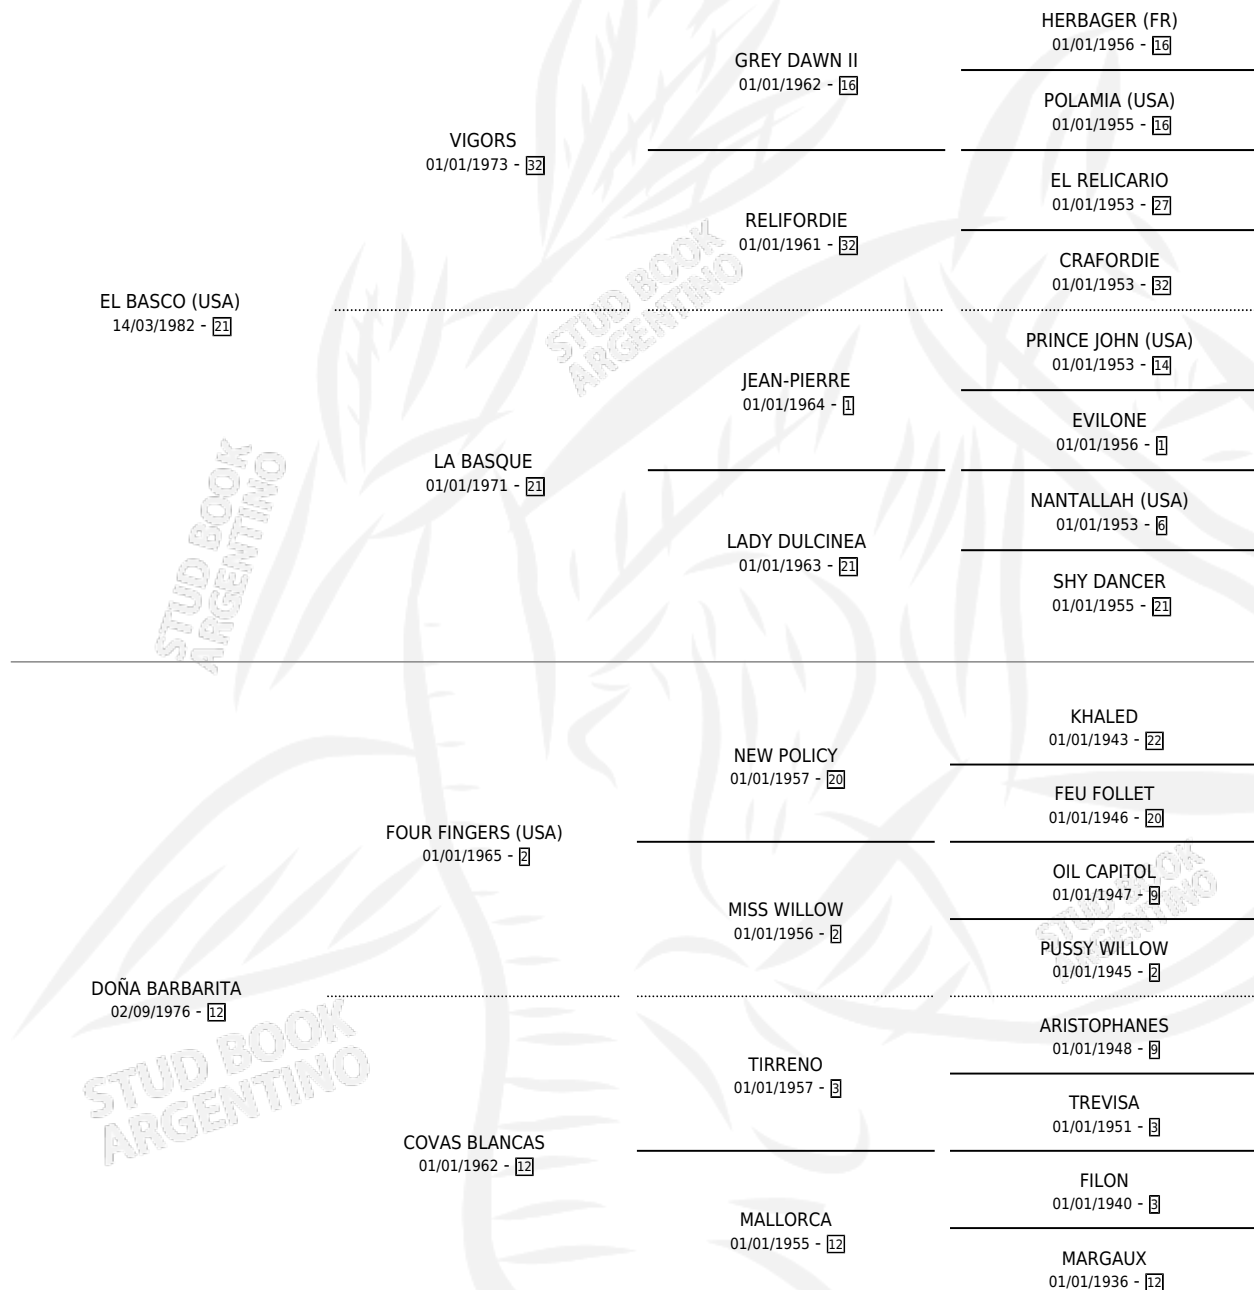 HERBAGER (FR)
01/01/1956 - 16
GREY DAWN II
01/01/1962 - 16
POLAMIA (USA)
01/01/1955 - 16
VIGORS
01/01/1973 - 32
EL RELICARIO
01/01/1953 - 27
RELIFORDIE
01/01/1961 - 32
CRAFORDIE
01/01/1953 - 32
EL BASCO (USA)
14/03/1982 - 21
PRINCE JOHN (USA)
01/01/1953 - 14
JEAN-PIERRE
01/01/1964 - 1
EVILONE
01/01/1956 - 1
LA BASQUE
01/01/1971 - 21
NANTALLAH (USA)
01/01/1953 - 6
LADY DULCINEA
01/01/1963 - 21
SHY DANCER
01/01/1955 - 21
KHALED
01/01/1943 - 22
NEW POLICY
01/01/1957 - 20
FEU FOLLET
01/01/1946 - 20
FOUR FINGERS (USA)
01/01/1965 - 2
OIL CAPITOL
01/01/1947 - 9
MISS WILLOW
01/01/1956 - 2
PUSSY WILLOW
01/01/1945 - 2
DOÑA BARBARITA
02/09/1976 - 12
ARISTOPHANES
01/01/1948 - 9
TIRRENO
01/01/1957 - 3
TREVISA
01/01/1951 - 3
COVAS BLANCAS
01/01/1962 - 12
FILON
01/01/1940 - 3
MALLORCA
01/01/1955 - 12
MARGAUX
01/01/1936 - 12
STUD BOOK
ARGENTINO
STUD BOOK
ARGENTINO
STUD BOOK
ARGENTINO
STUD BOOK
ARGENTINO